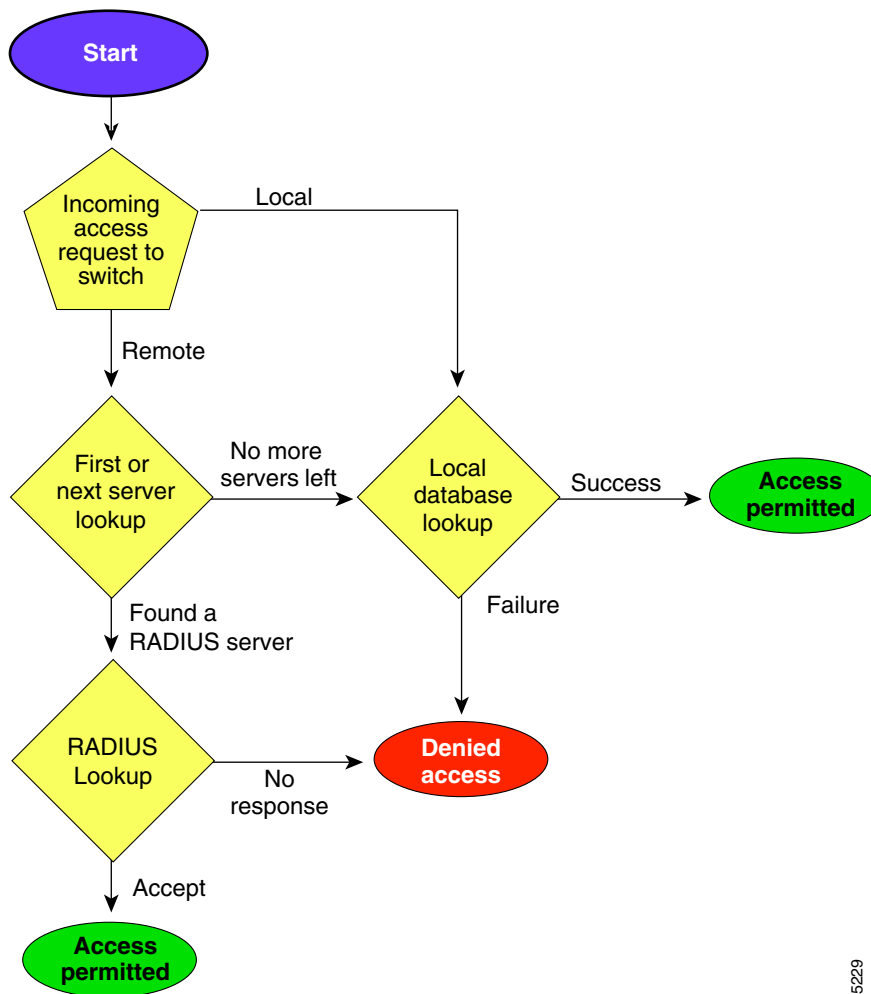 Start
Incoming
access
request to
switch
Local
Remote
First or
next server
lookup
No more
servers left
Local
database
lookup
Success
Access
permitted
Found a
RADIUS server
Failure
RADIUS
Lookup
No
response
Denied
access
Accept
Access
permitted
5229